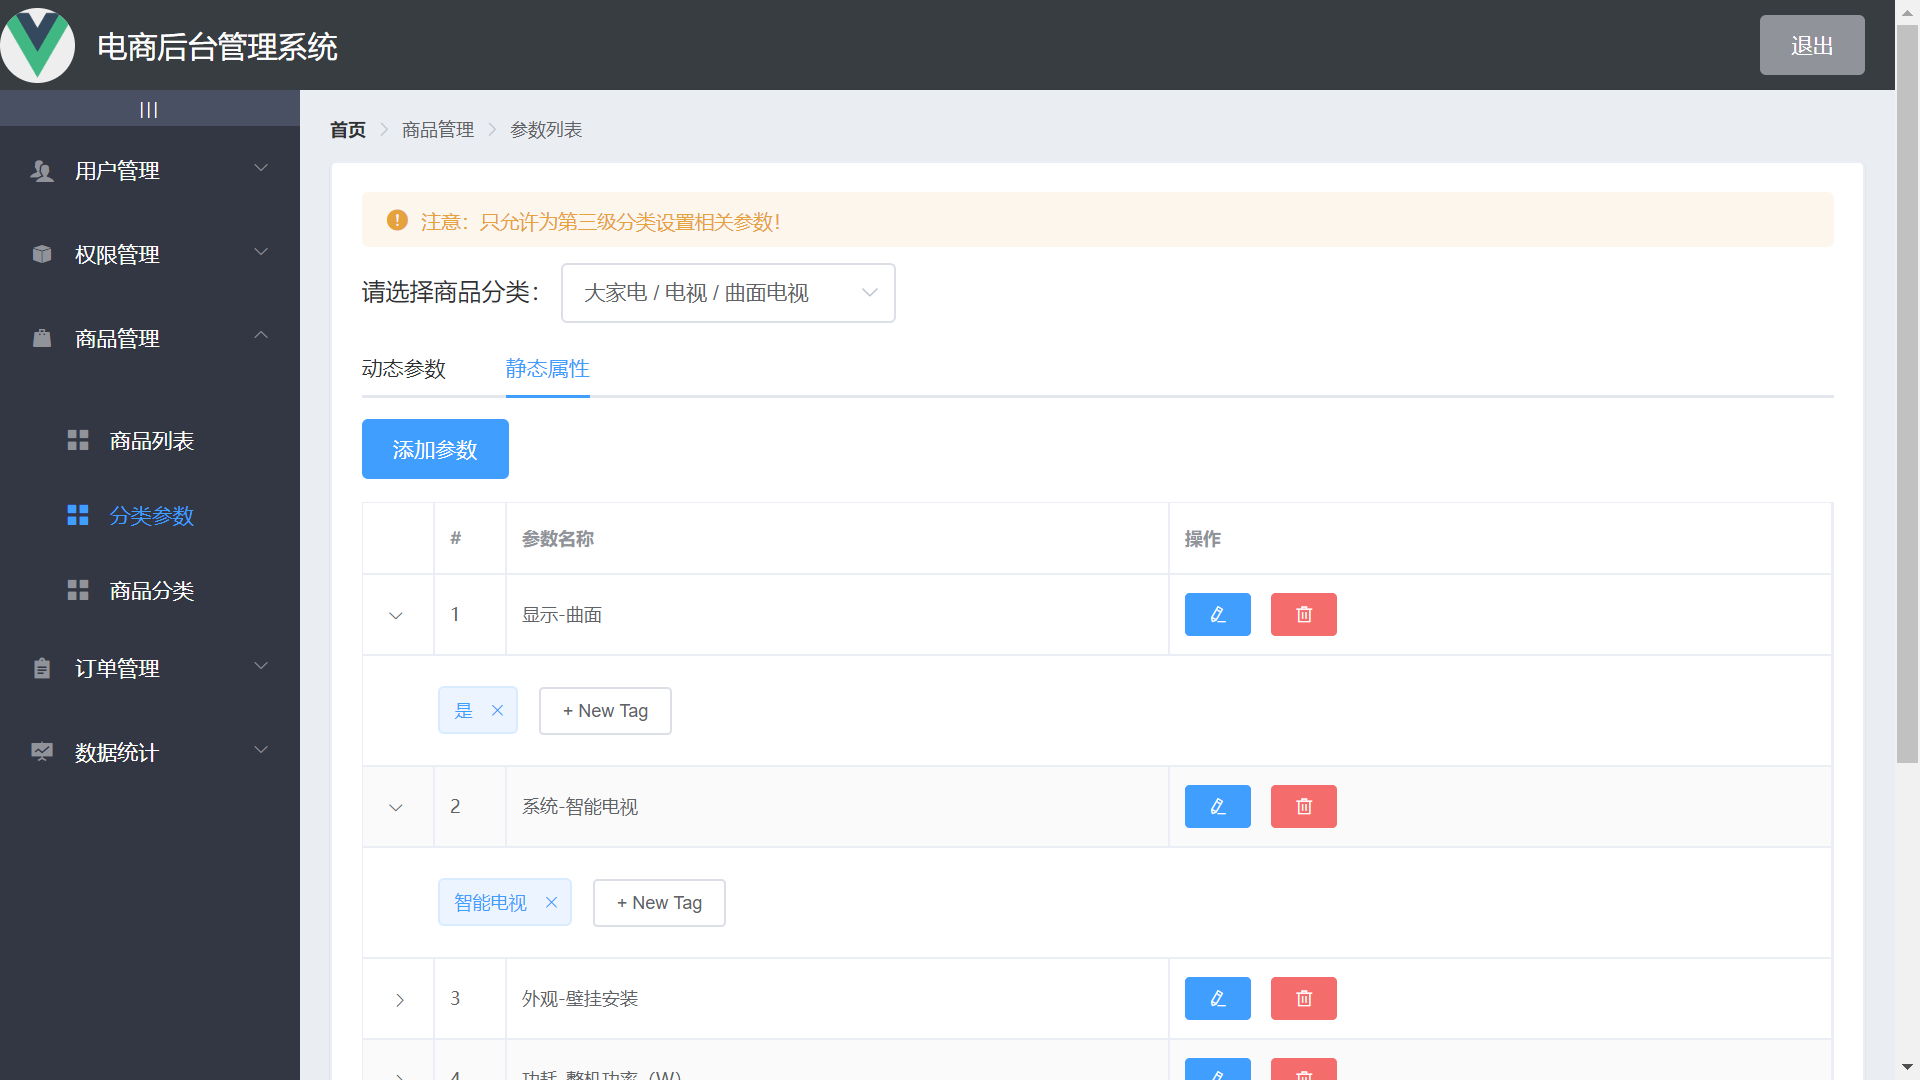 电商后台管理系统
退出
|||
用户管理
权限管理
商品管理
商品列表
分类参数
商品分类
订单管理
数据统计
首页 > 商品管理 > 参数列表
注意：只允许为第三级分类设置相关参数！
请选择商品分类：
大家电 / 电视 / 曲面电视
动态参数
静态属性
添加参数
# 参数名称 操作
1 显示-曲面
是
+ New Tag
2 系统-智能电视
智能电视
+ New Tag
3 外观-壁挂安装
4 功耗-整机功率（W）